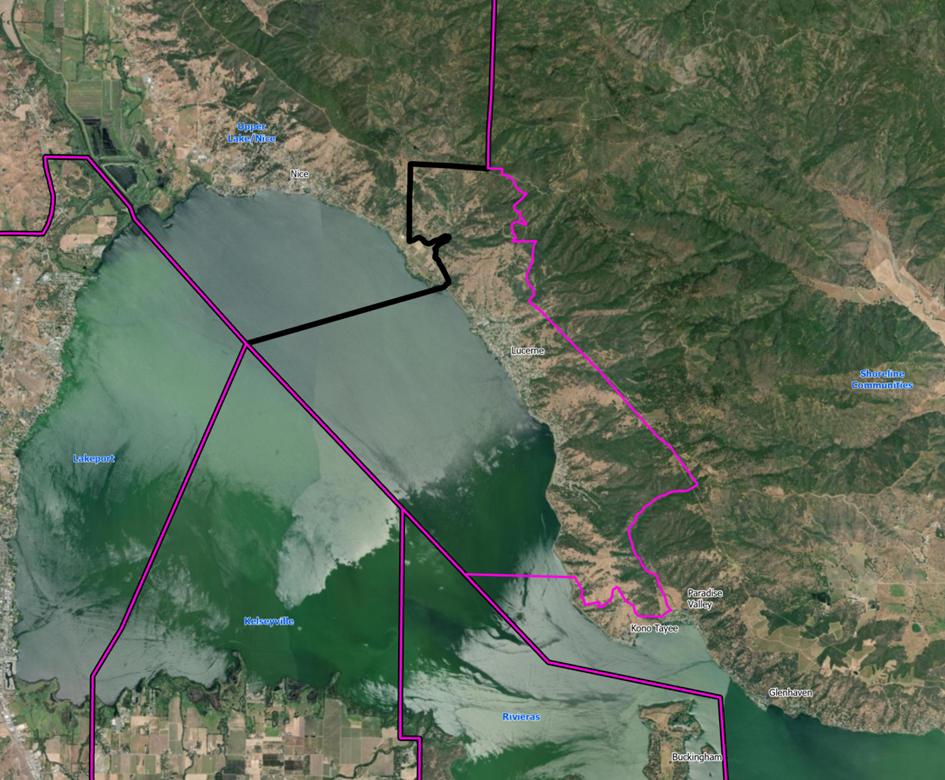 Upper
Lake/Nice
Nice
Lucerne
Shoreline
Communities
Lakeport
Paradise
Valley
Kelseyville
Kono Tayee
Glenhaven
Rivieras
Buckingham